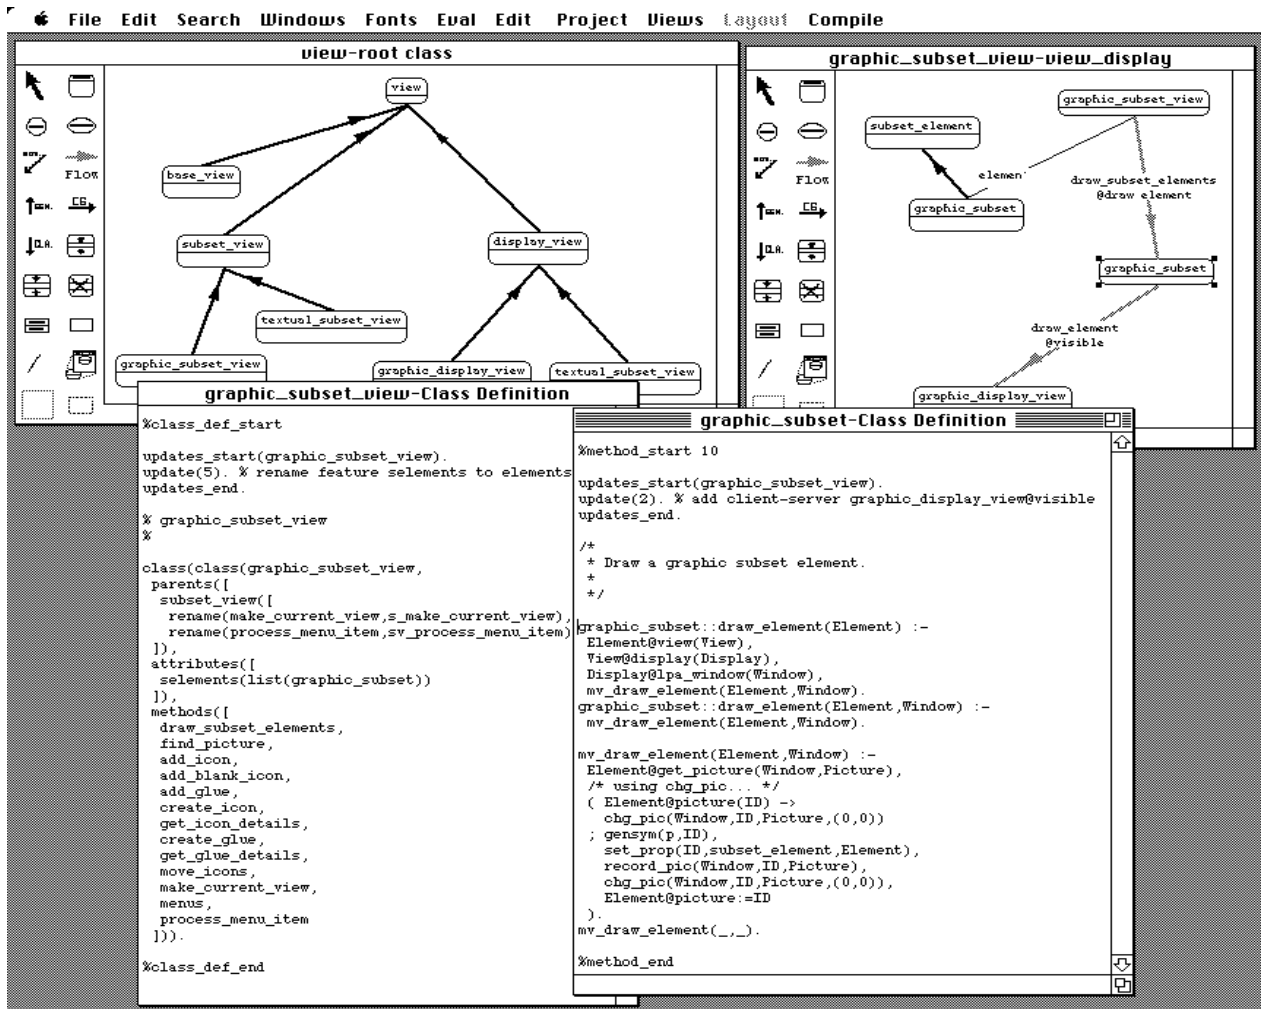 File Edit Search Windows Fonts Eval Edit Project Views Layout Compile
view-root class
view
base_view
subset_view
display_view
textual_subset_view
graphic_subset_view
graphic_display_view
textual_subset_view
Flow
GEN.
CG
graphic_subset_view-view_display
graphic_subset_view
subset_element
elemen
draw_subset_elements
@draw element
graphic_subset
graphic_subset
draw_element
@visible
graphic_display_view
Flow
CG
graphic_subset_view-Class Definition
%class_def_start
updates_start(graphic_subset_view).
update(5). % rename feature selements to elements
updates_end.
% graphic_subset_view
%
class(class(graphic_subset_view,
parents([
subset_view([
rename(make_current_view,s_make_current_view),
rename(process_menu_item,sv_process_menu_item)
]),
attributes([
selements(list(graphic_subset))
]),
methods([
draw_subset_elements,
find_picture,
add_icon,
add_blank_icon,
add_glue,
create_icon,
get_icon_details,
create_glue,
get_glue_details,
move_icons,
make_current_view,
menus,
process_menu_item
])).
%class_def_end
graphic_subset-Class Definition
%method_start 10
updates_start(graphic_subset_view).
update(2). % add client-server graphic_display_view@visible
updates_end.
/*
* Draw a graphic subset element.
*
*/
graphic_subset::draw_element(Element) :-
Element@view(View),
View@display(Display),
Display@lpa_window(Window),
mv_draw_element(Element,Window).
graphic_subset::draw_element(Element,Window) :-
mv_draw_element(Element,Window).
mv_draw_element(Element,Window) :-
Element@get_picture(Window,Picture),
/* using chg_pic... */
( Element@picture(ID) ->
chg_pic(Window,ID,Picture,(0,0))
; gensym(p,ID),
set_prop(ID,subset_element,Element),
record_pic(Window,ID,Picture),
chg_pic(Window,ID,Picture,(0,0)),
Element@picture:=ID
).
mv_draw_element(_,_).
%method_end